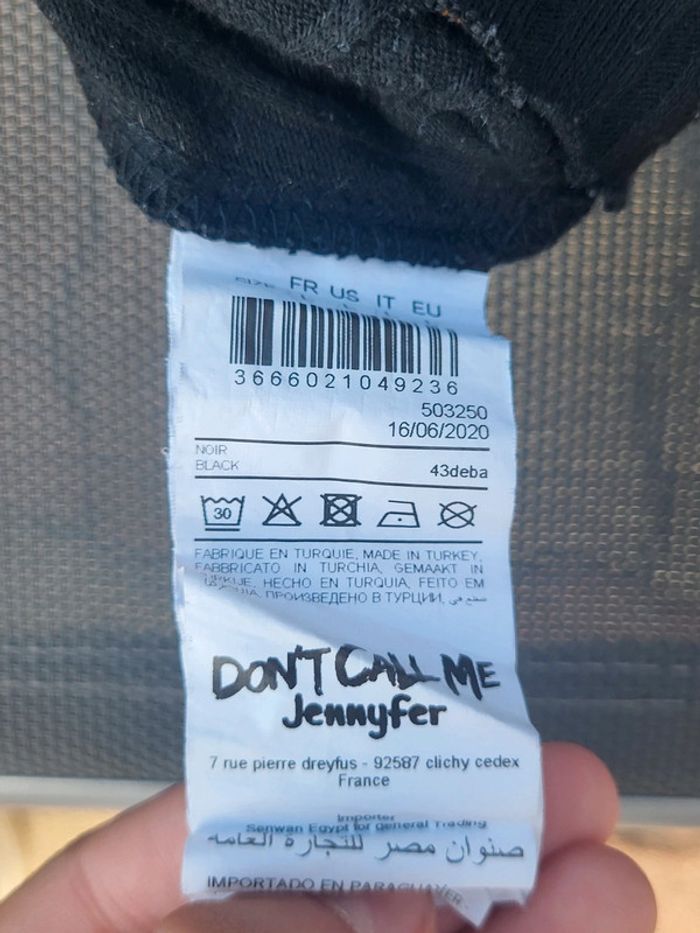 FR US IT EU
3666021049236
503250
16/06/2020
NOIR
BLACK
43deba
30
FABRIQUE EN TURQUIE, MADE IN TURKEY,
FABBRICATO IN TURCHIA, GEMAAKT IN
HECHO EN TURQUIA, FEITO EM
ПРОИЗВЕДЕНО В ТУРЦИИ,
DON'T CALL ME
Jennyfer
7 rue pierre dreyfus - 92587 clichy cedex
France
Importer
Senwan Egypt for general Trading
صنوان مصر للتجارة العامه
IMPORTADO EN